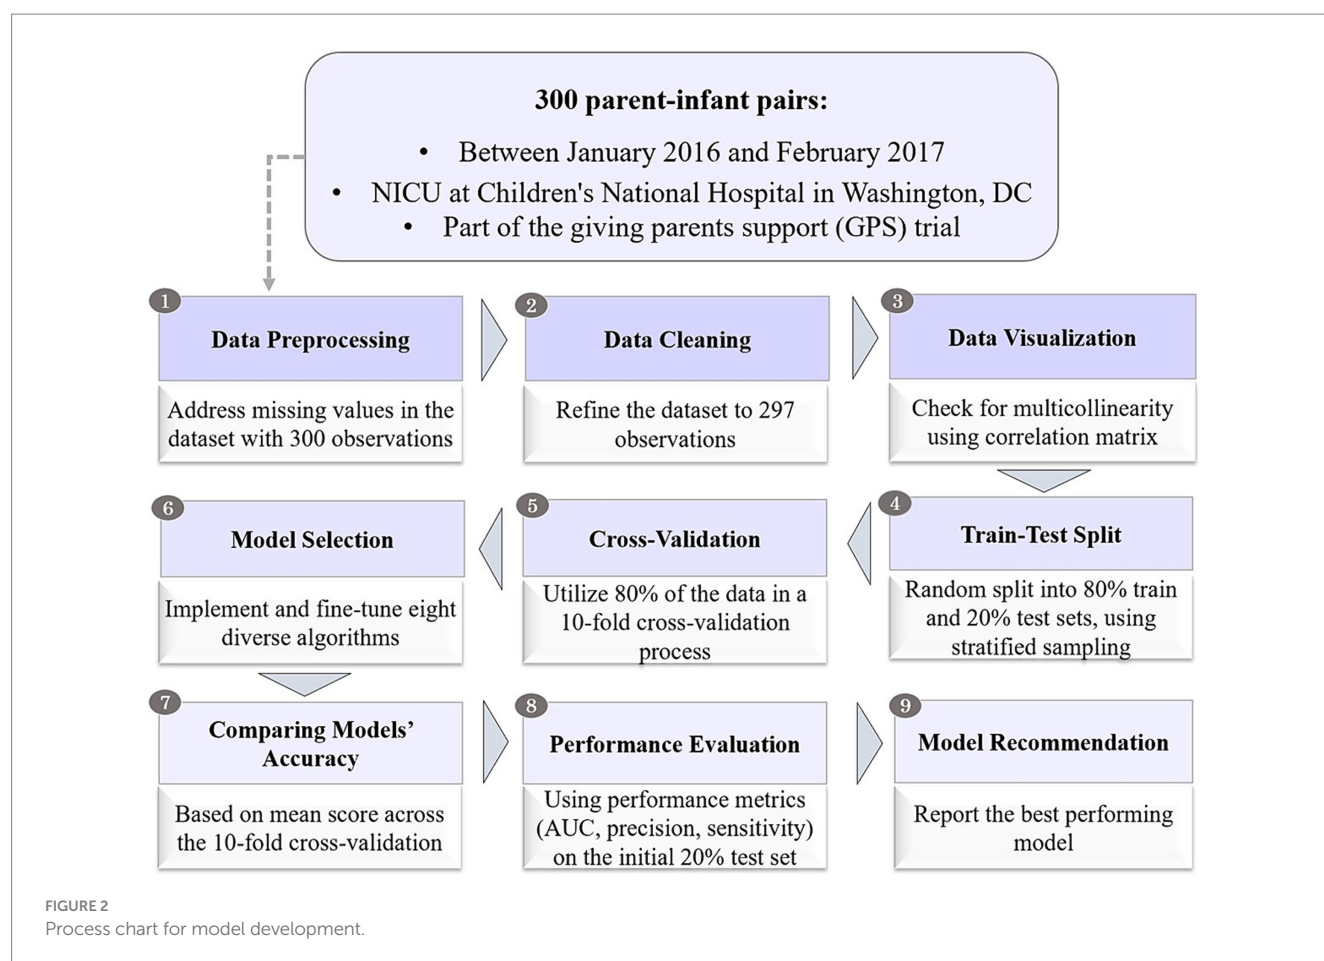 300 parent-infant pairs:
• Between January 2016 and February 2017
• NICU at Children's National Hospital in Washington, DC
• Part of the giving parents support (GPS) trial
1
Data Preprocessing
Address missing values in the
dataset with 300 observations
2
Data Cleaning
Refine the dataset to 297
observations
3
Data Visualization
Check for multicollinearity
using correlation matrix
4
Train-Test Split
Random split into 80% train
and 20% test sets, using
stratified sampling
5
Cross-Validation
Utilize 80% of the data in a
10-fold cross-validation
process
6
Model Selection
Implement and fine-tune eight
diverse algorithms
7
Comparing Models’
Accuracy
Based on mean score across
the 10-fold cross-validation
8
Performance Evaluation
Using performance metrics
(AUC, precision, sensitivity)
on the initial 20% test set
9
Model Recommendation
Report the best performing
model
FIGURE 2
Process chart for model development.